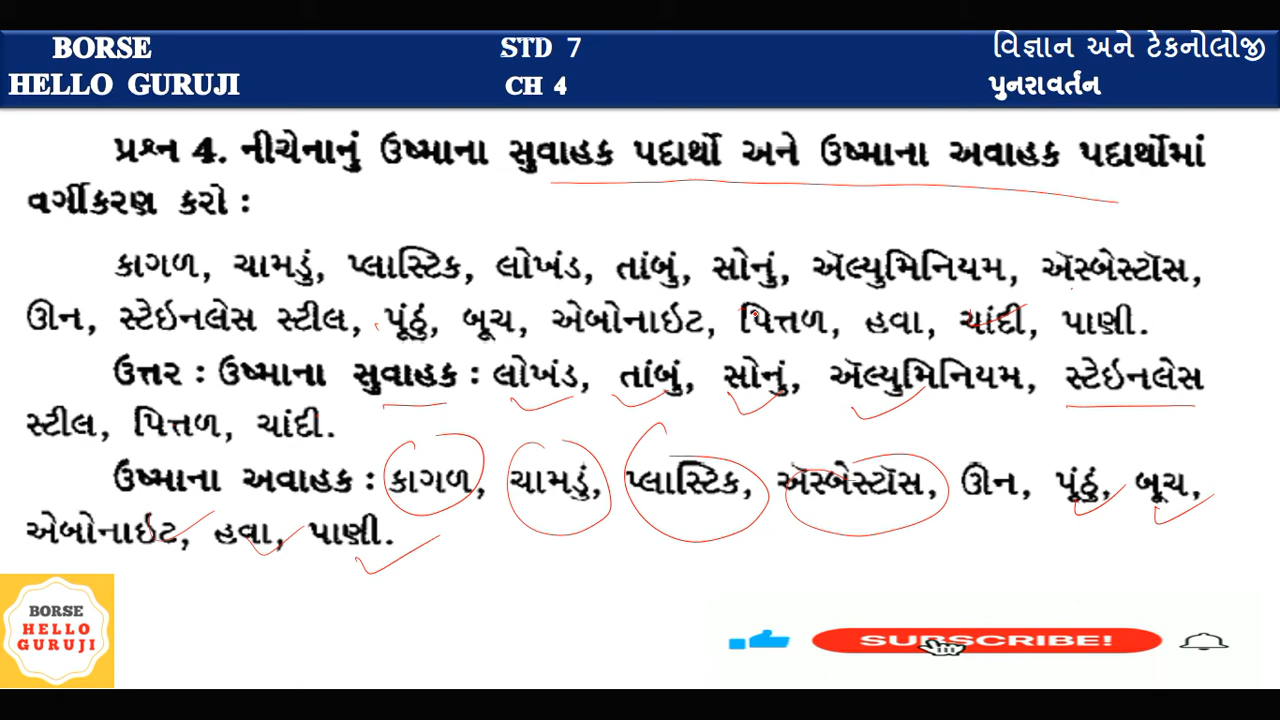 BORSE
HELLO GURUJI
STD 7
CH 4
વિજ્ઞાન અને ટેકનોલોજી
પુનરાવર્તન
પ્રશ્ન 4. નીચેનાનું ઉષ્માના સુવાહક પદાર્થો અને ઉષ્માના અવાહક પદાર્થોમાં
વર્ગીકરણ કરો :
કાગળ, ચામડું, પ્લાસ્ટિક, લોખંડ, તાંબું, સોનું, ઍલ્યુમિનિયમ, ઍસ્બેસ્ટૉસ,
ઊન, સ્ટેઇનલેસ સ્ટીલ, પૂંઠું, બૂચ, એબોનાઇટ, પિત્તળ, હવા, ચાંદી, પાણી.
ઉત્તર : ઉષ્માના સુવાહક : લોખંડ, તાંબું, સોનું, ઍલ્યુમિનિયમ, સ્ટેઇનલેસ
સ્ટીલ, પિત્તળ, ચાંદી.
ઉષ્માના અવાહક : કાગળ, ચામડું, પ્લાસ્ટિક, ઍસ્બેસ્ટૉસ, ઊન, પૂંઠું, બૂચ,
એબોનાઇટ, હવા, પાણી.
BORSE
HELLO
GURUJI
SUBSCRIBE!